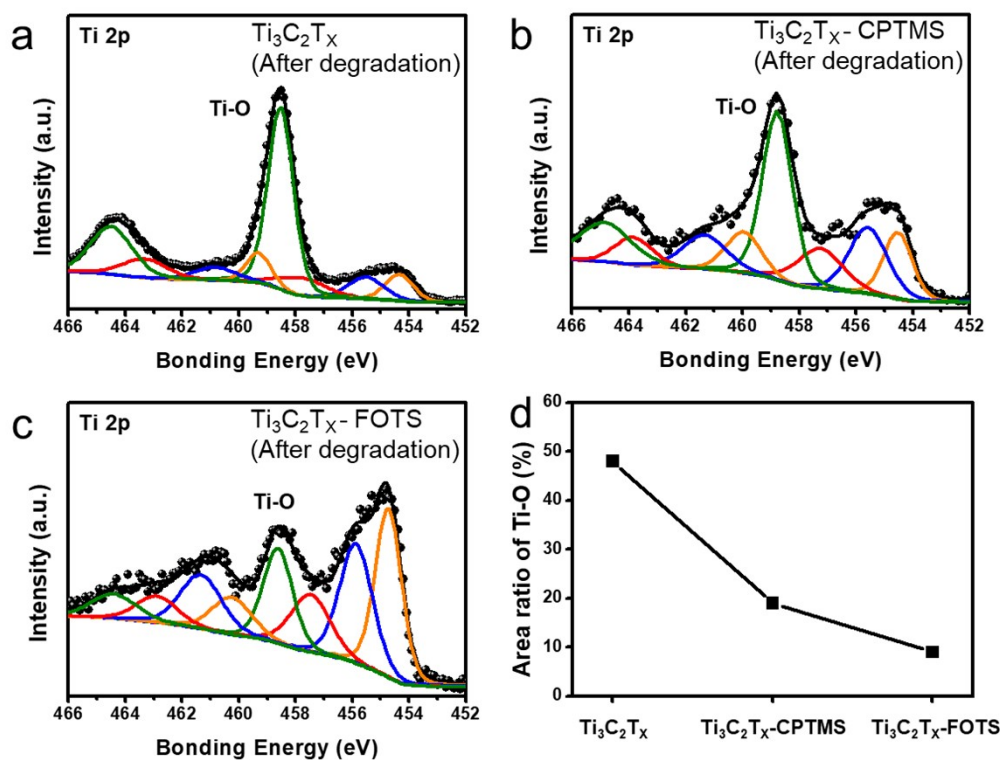 a
Ti 2p
Ti₃C₂Tₓ
(After degradation)
Ti-O
Intensity (a.u.)
466 464 462 460 458 456 454 452
Bonding Energy (eV)
b
Ti 2p
Ti₃C₂Tₓ- CPTMS
(After degradation)
Ti-O
Intensity (a.u.)
466 464 462 460 458 456 454 452
Bonding Energy (eV)
c
Ti 2p
Ti₃C₂Tₓ- FOTS
(After degradation)
Ti-O
Intensity (a.u.)
466 464 462 460 458 456 454 452
Bonding Energy (eV)
d
Area ratio of Ti-O (%)
60
50
40
30
20
10
0
Ti₃C₂Tₓ Ti₃C₂Tₓ-CPTMS Ti₃C₂Tₓ-FOTS